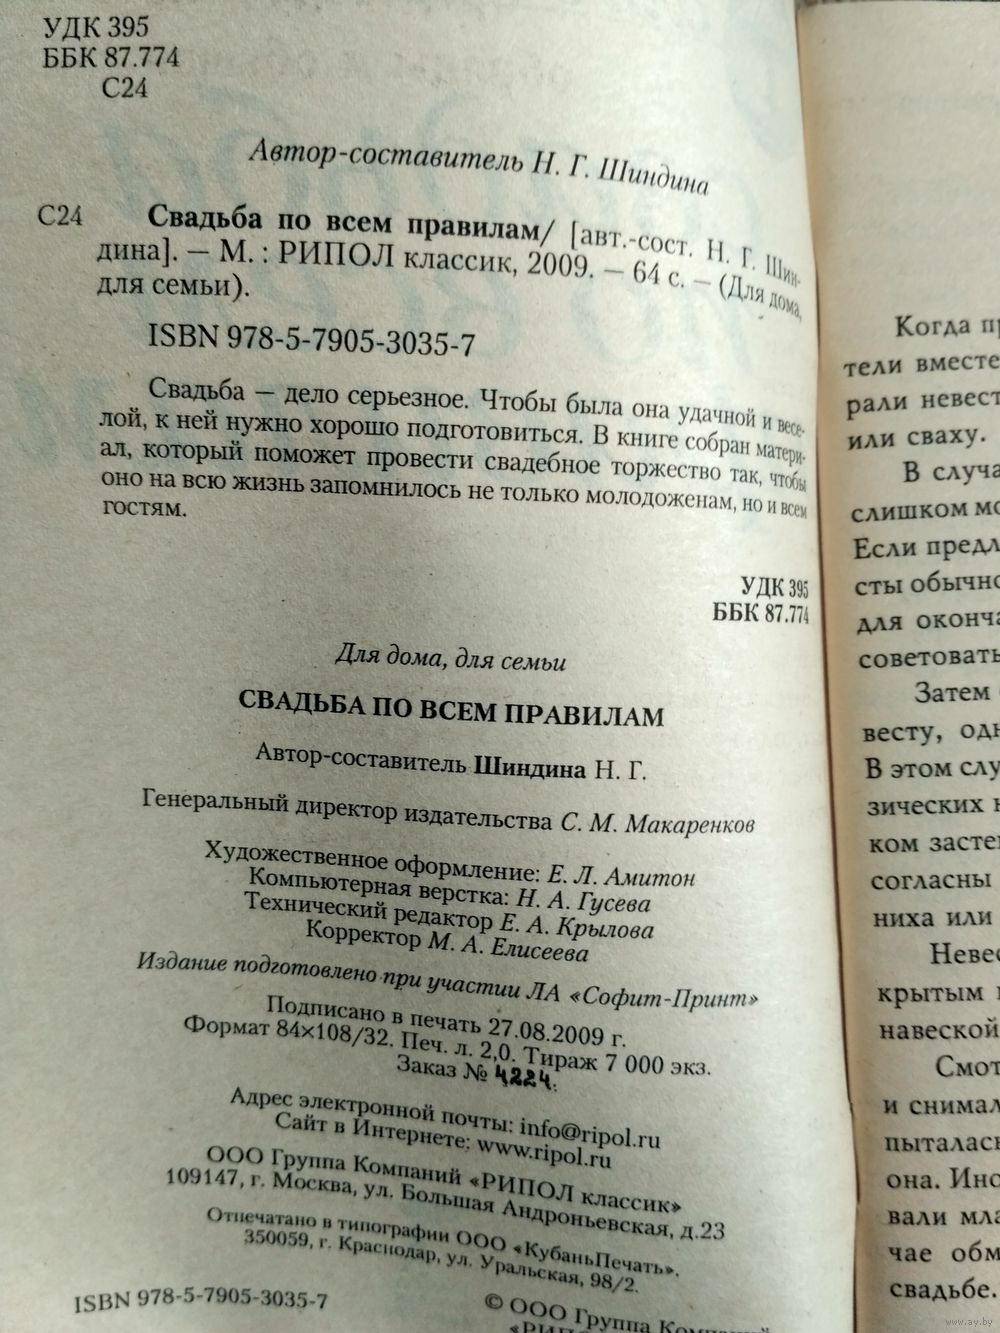 УДК 395
ББК 87.774
С24
Автор-составитель Н. Г. Шиндина
С24
Свадьба по всем правилам/ [авт.-сост. Н. Г. Шин-
дина]. — М. : РИПОЛ классик, 2009. — 64 с. — (Для дома,
для семьи).
ISBN 978-5-7905-3035-7
Свадьба — дело серьезное. Чтобы была она удачной и весе-
лой, к ней нужно хорошо подготовиться. В книге собран матери-
ал, который поможет провести свадебное торжество так, чтобы
оно на всю жизнь запомнилось не только молодоженам, но и всем
гостям.
УДК 395
ББК 87.774
Для дома, для семьи
СВАДЬБА ПО ВСЕМ ПРАВИЛАМ
Автор-составитель Шиндина Н. Г.
Генеральный директор издательства С. М. Макаренков
Художественное оформление: Е. Л. Амитон
Компьютерная верстка: Н. А. Гусева
Технический редактор Е. А. Крылова
Корректор М. А. Елисеева
Издание подготовлено при участии ЛА «Софит-Принт»
Подписано в печать 27.08.2009 г.
Формат 84×108/32. Печ. л. 2,0. Тираж 7 000 экз.
Заказ № 4224.
Адрес электронной почты: info@ripol.ru
Сайт в Интернете: www.ripol.ru
ООО Группа Компаний «РИПОЛ классик»
109147, г. Москва, ул. Большая Андроньевская, д.23
Отпечатано в типографии ООО «КубаньПечать».
350059, г. Краснодар, ул. Уральская, 98/2.
ISBN 978-5-7905-3035-7
© ООО Группа Компаний
«РИПОЛ классик»
Когда пр
тели вместе
рали невест
или сваху.
В случа
слишком мо
Если предл
сты обычно
для оконча
советовать
Затем
весту, одн
В этом слу
зических н
ком засте
согласны
ниха или
Невес
крытым
навеской
Смот
и снимал
пыталась
она. Инс
вали мла
чае обм
свадьбе.
www.ay.by